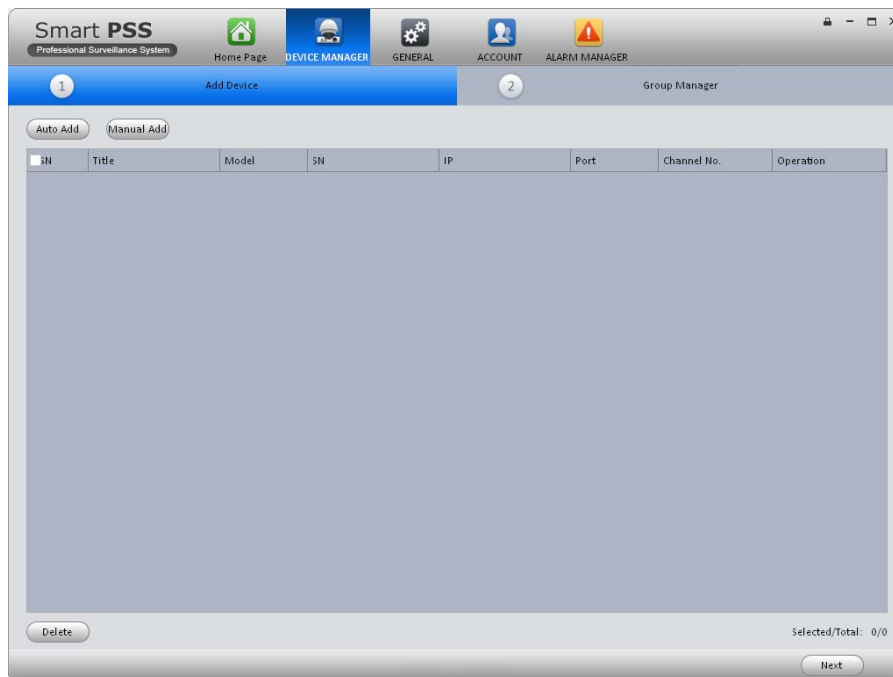 Smart PSS
Professional Surveillance System
Home Page DEVICE MANAGER GENERAL ACCOUNT ALARM MANAGER
1 Add Device 2 Group Manager
Auto Add Manual Add
SN Title Model SN IP Port Channel No. Operation
Delete Selected/Total: 0/0
Next